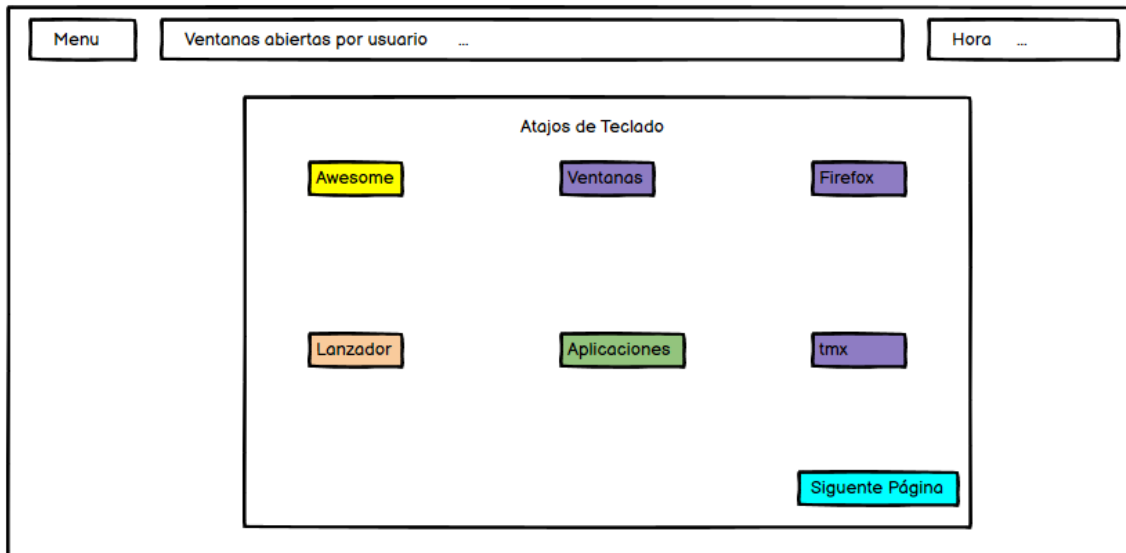 Menu
Ventanas abiertas por usuario ...
Hora ...
Atajos de Teclado
Awesome
Ventanas
Firefox
Lanzador
Aplicaciones
tmx
Siguente Página